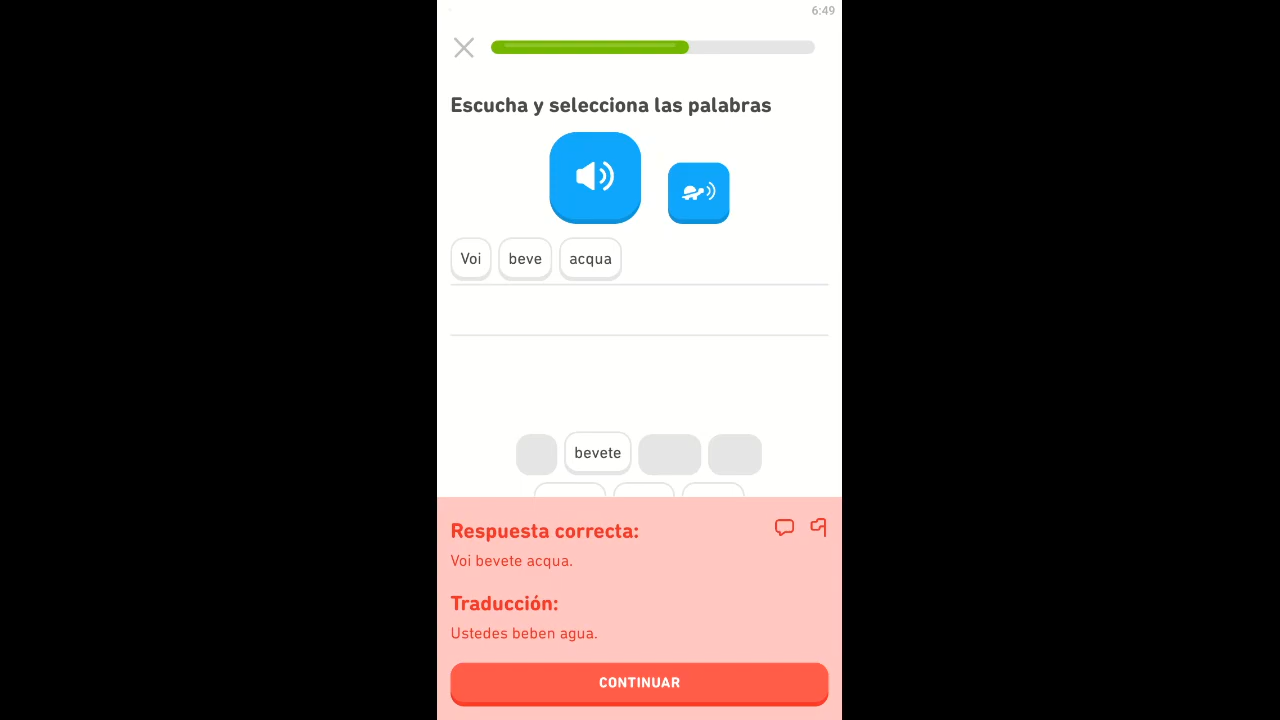 6:49
Escucha y selecciona las palabras
Voi beve acqua
bevete
Respuesta correcta:
Voi bevete acqua.
Traducción:
Ustedes beben agua.
CONTINUAR